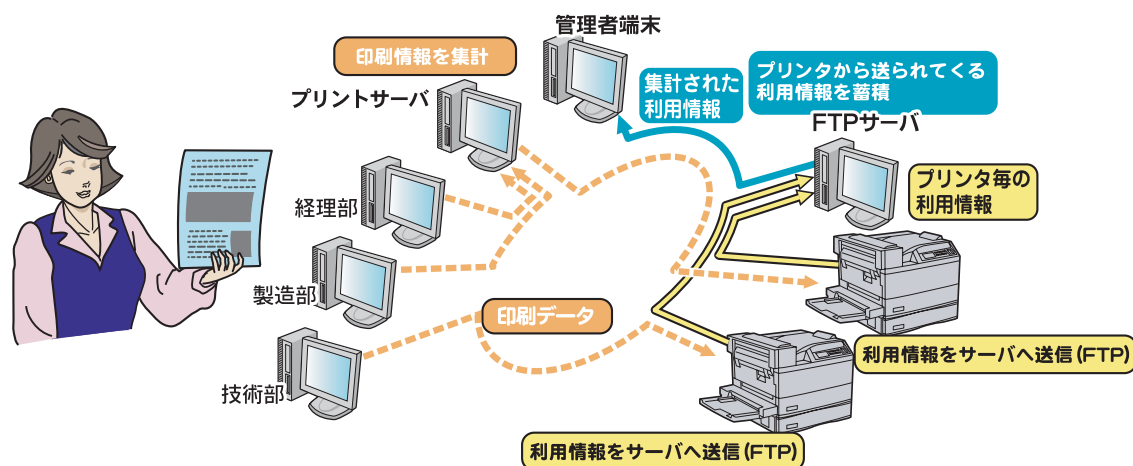 管理者端末
印刷情報を集計
プリントサーバ
集計された
利用情報
プリンタから送られてくる
利用情報を蓄積
FTPサーバ
プリンタ毎の
利用情報
経理部
製造部
印刷データ
技術部
利用情報をサーバへ送信(FTP)
利用情報をサーバへ送信(FTP)